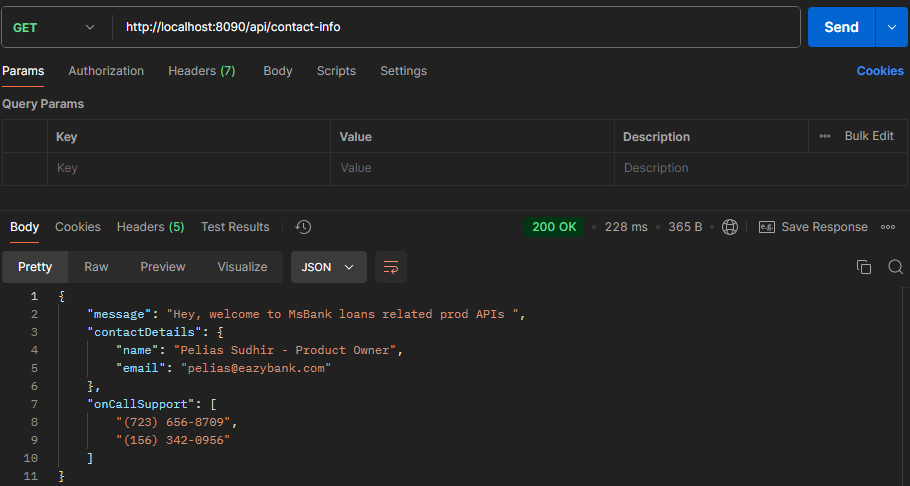 GET http://localhost:8090/api/contact-info Send
Params Authorization Headers (7) Body Scripts Settings Cookies
Query Params
Key Value Description ••• Bulk Edit
Key Value Description
Body Cookies Headers (5) Test Results 200 OK • 228 ms • 365 B e.g. Save Response •••
Pretty Raw Preview Visualize JSON
1 {
2 "message": "Hey, welcome to MsBank loans related prod APIs ",
3 "contactDetails": {
4 "name": "Pelias Sudhir - Product Owner",
5 "email": "pelias@eazybank.com"
6 },
7 "onCallSupport": [
8 "(723) 656-8709",
9 "(156) 342-0956"
10 ]
11 }